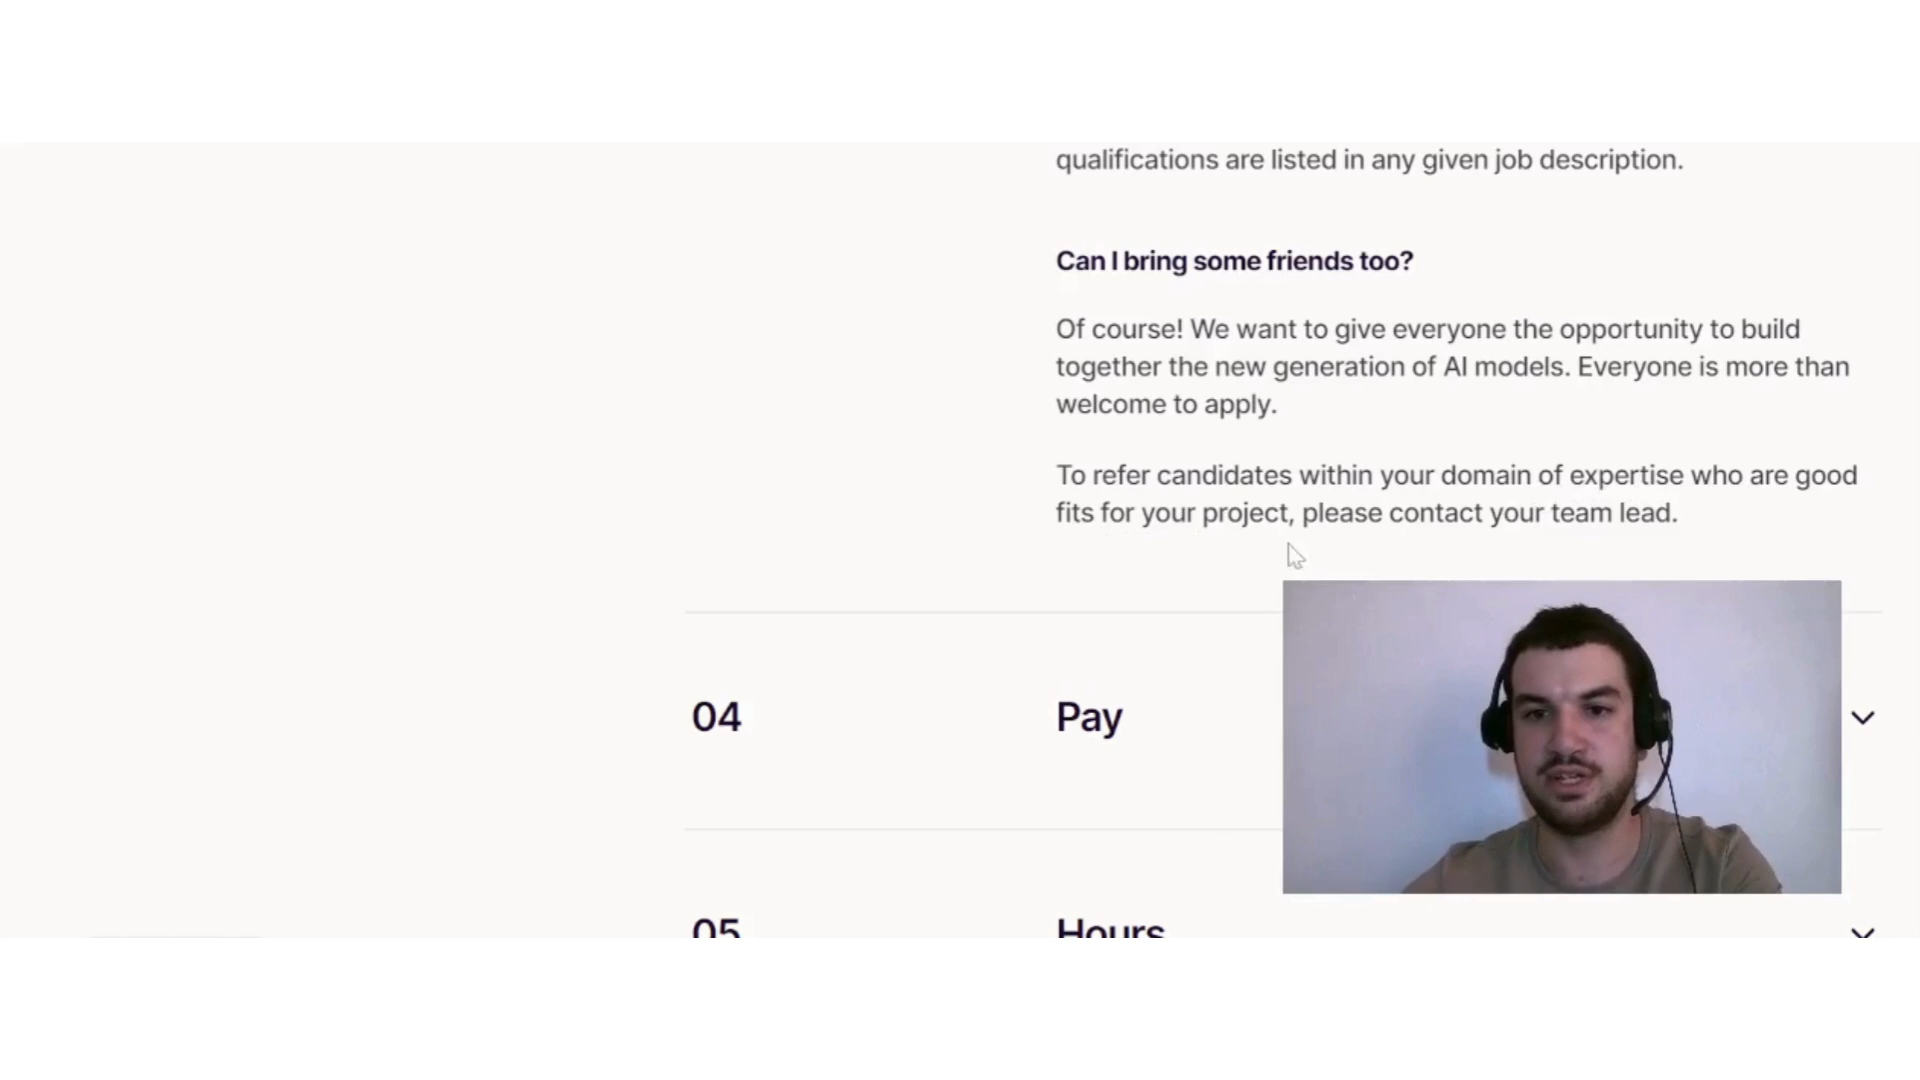 qualifications are listed in any given job description.
Can I bring some friends too?
Of course! We want to give everyone the opportunity to build
together the new generation of AI models. Everyone is more than
welcome to apply.
To refer candidates within your domain of expertise who are good
fits for your project, please contact your team lead.
04 Pay
05 Hours